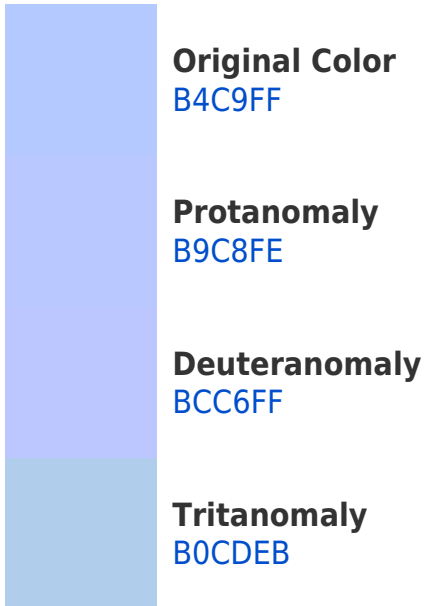 Original Color
B4C9FF
Protanomaly
B9C8FE
Deuteranomaly
BCC6FF
Tritanomaly
B0CDEB